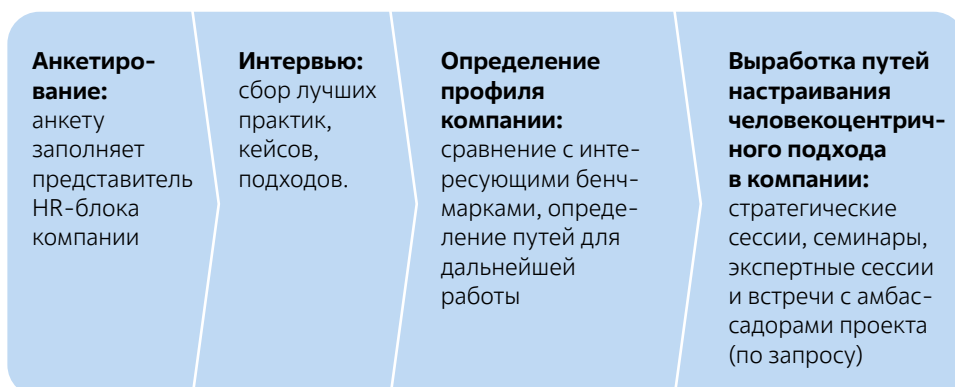 Анкетиро-
вание:
анкету
заполняет
представитель
HR-блока
компании
Интервью:
сбор лучших
практик,
кейсов,
подходов.
Определение
профиля
компании:
сравнение с инте-
ресующими бенч-
марками, опреде-
ление путей для
дальнейшей
работы
Выработка путей
настраивания
человекоцентрич-
ного подхода
в компании:
стратегические
сессии, семинары,
экспертные сессии
и встречи с амбас-
садорами проекта
(по запросу)